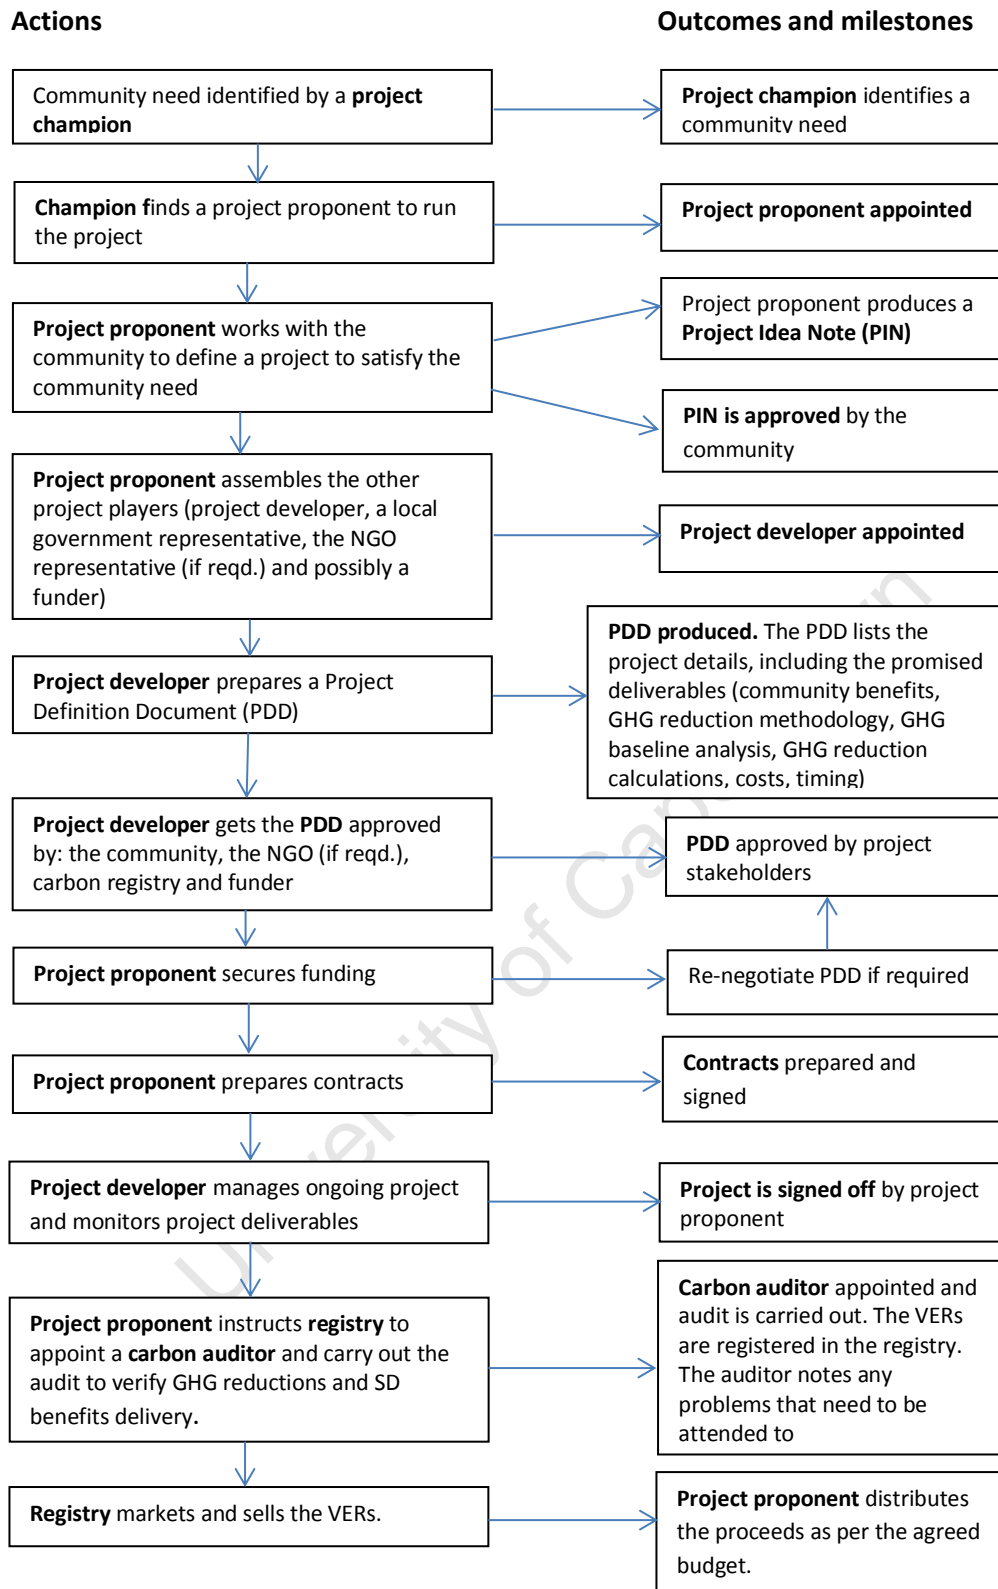 Actions
Outcomes and milestones
Community need identified by a project
champion
Project champion identifies a
community need
Champion finds a project proponent to run
the project
Project proponent appointed
Project proponent works with the
community to define a project to satisfy the
community need
Project proponent produces a
Project Idea Note (PIN)
PIN is approved by the
community
Project proponent assembles the other
project players (project developer, a local
government representative, the NGO
representative (if reqd.) and possibly a
funder)
Project developer appointed
Project developer prepares a Project
Definition Document (PDD)
PDD produced. The PDD lists the
project details, including the promised
deliverables (community benefits,
GHG reduction methodology, GHG
baseline analysis, GHG reduction
calculations, costs, timing)
Project developer gets the PDD approved
by: the community, the NGO (if reqd.),
carbon registry and funder
PDD approved by project
stakeholders
Project proponent secures funding
Re-negotiate PDD if required
Project proponent prepares contracts
Contracts prepared and
signed
Project developer manages ongoing project
and monitors project deliverables
Project is signed off by project
proponent
Project proponent instructs registry to
appoint a carbon auditor and carry out the
audit to verify GHG reductions and SD
benefits delivery.
Carbon auditor appointed and
audit is carried out. The VERs
are registered in the registry.
The auditor notes any
problems that need to be
attended to
Registry markets and sells the VERs.
Project proponent distributes
the proceeds as per the agreed
budget.
University of Cape Town